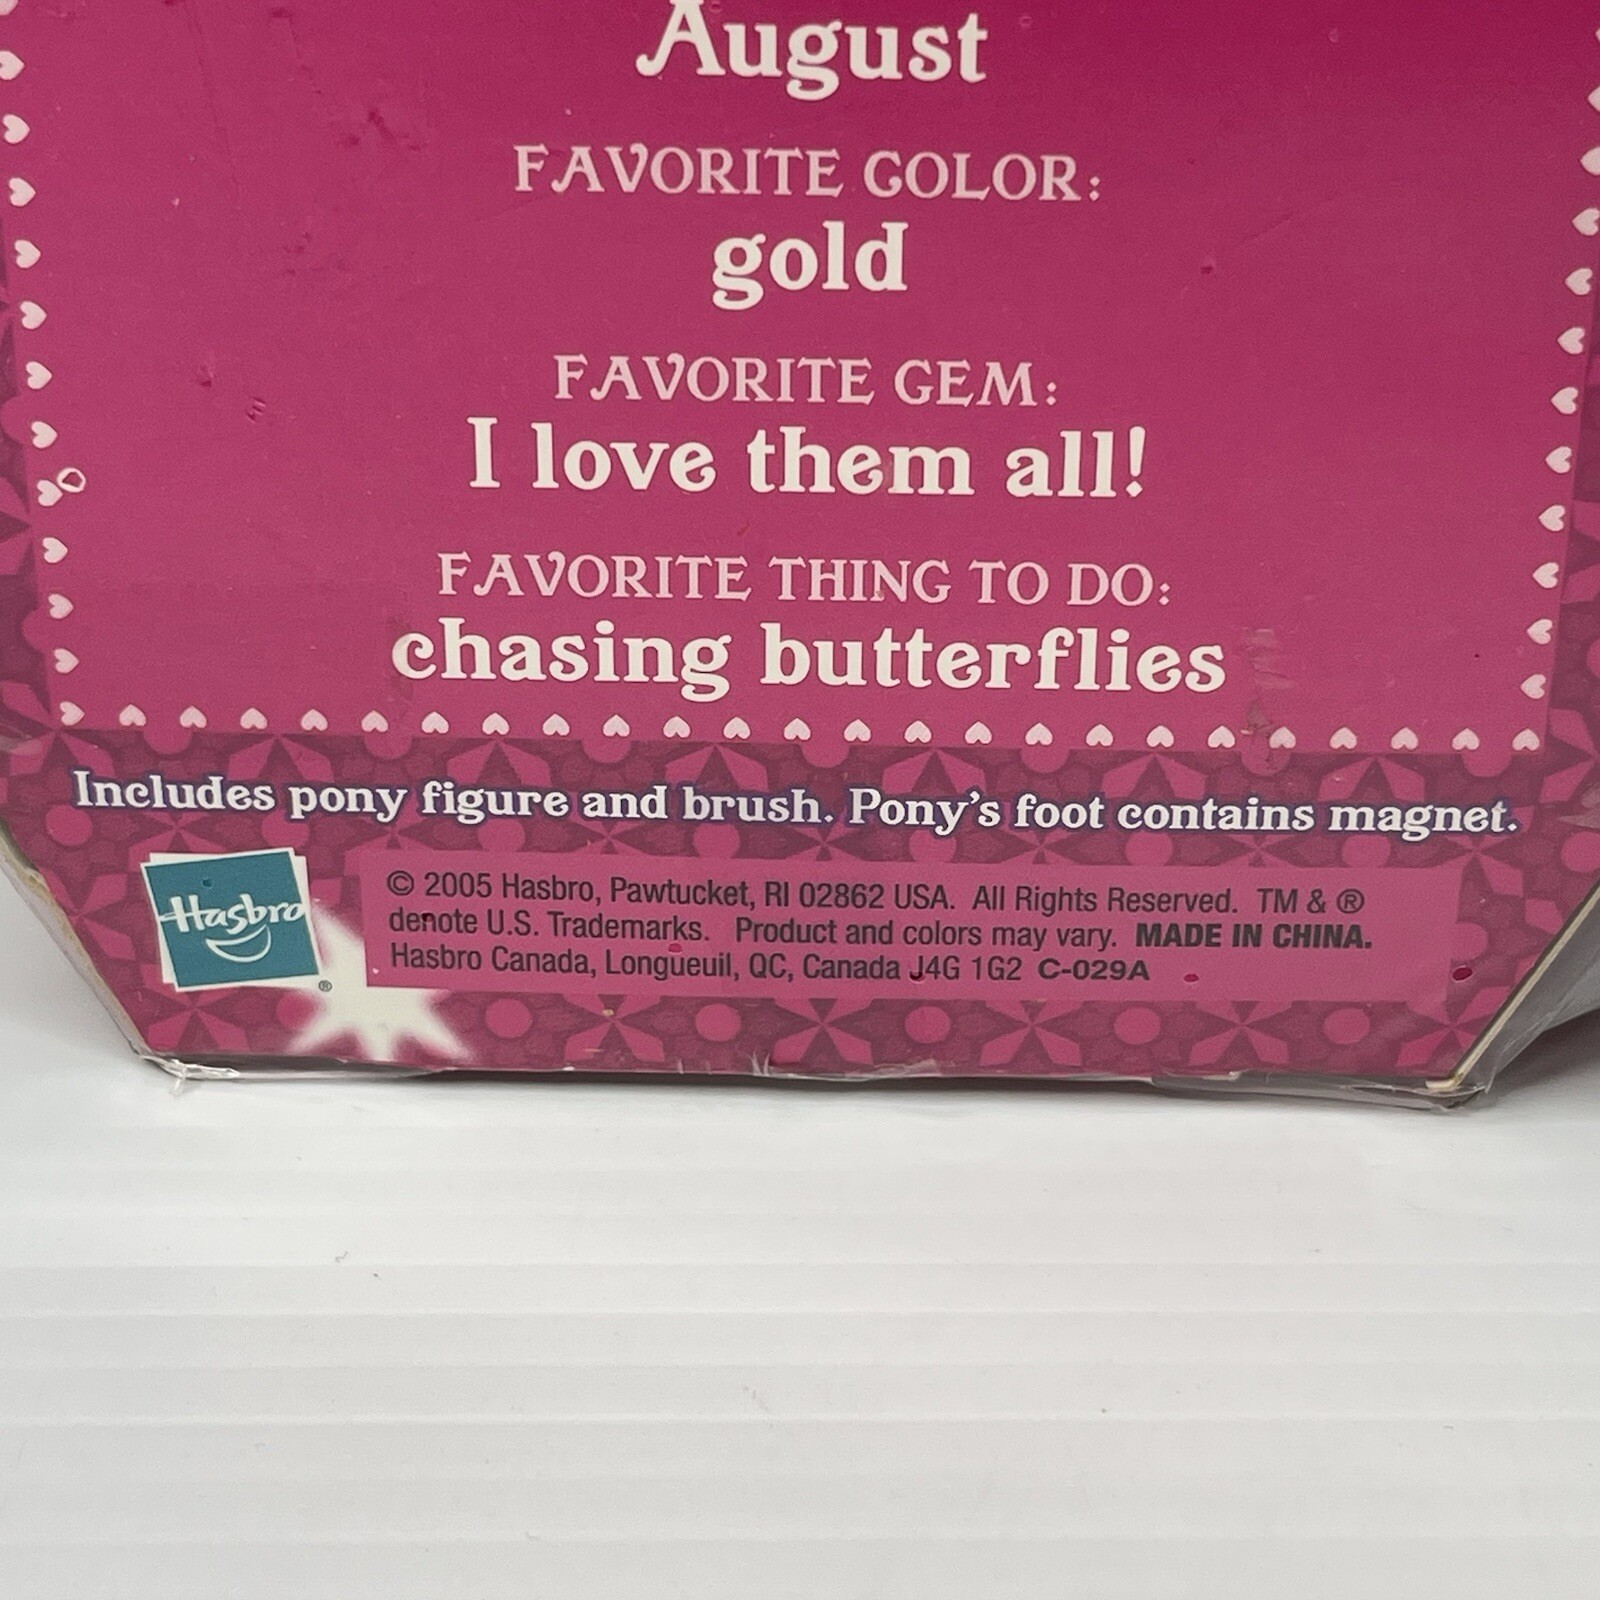 August
FAVORITE COLOR:
gold
FAVORITE GEM:
I love them all!
FAVORITE THING TO DO:
chasing butterflies
Includes pony figure and brush. Pony's foot contains magnet.
Hasbro
®
© 2005 Hasbro, Pawtucket, RI 02862 USA. All Rights Reserved. TM & ®
denote U.S. Trademarks. Product and colors may vary. MADE IN CHINA.
Hasbro Canada, Longueuil, QC, Canada J4G 1G2 C-029A